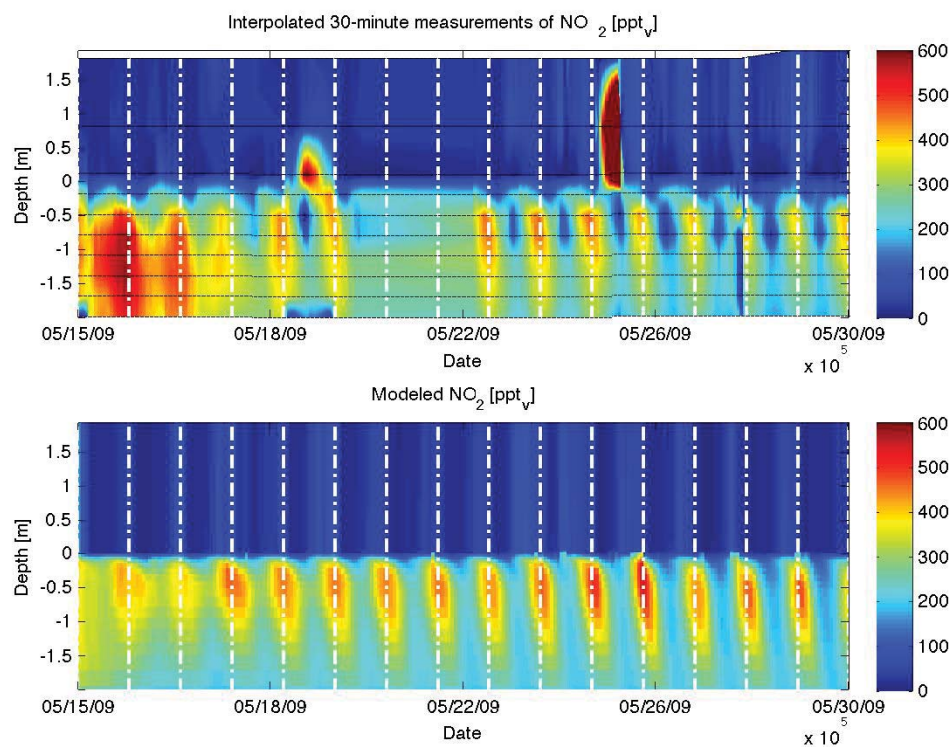 Interpolated 30-minute measurements of NO 2 [pptv]
600
500
400
300
200
100
0
1.5
1
0.5
0
-0.5
-1
-1.5
Depth [m]
05/15/09 05/18/09 05/22/09 05/26/09 05/30/09
Date
x 10^5
Modeled NO2 [pptv]
600
500
400
300
200
100
0
1.5
1
0.5
0
-0.5
-1
-1.5
Depth [m]
05/15/09 05/18/09 05/22/09 05/26/09 05/30/09
Date
x 10^5